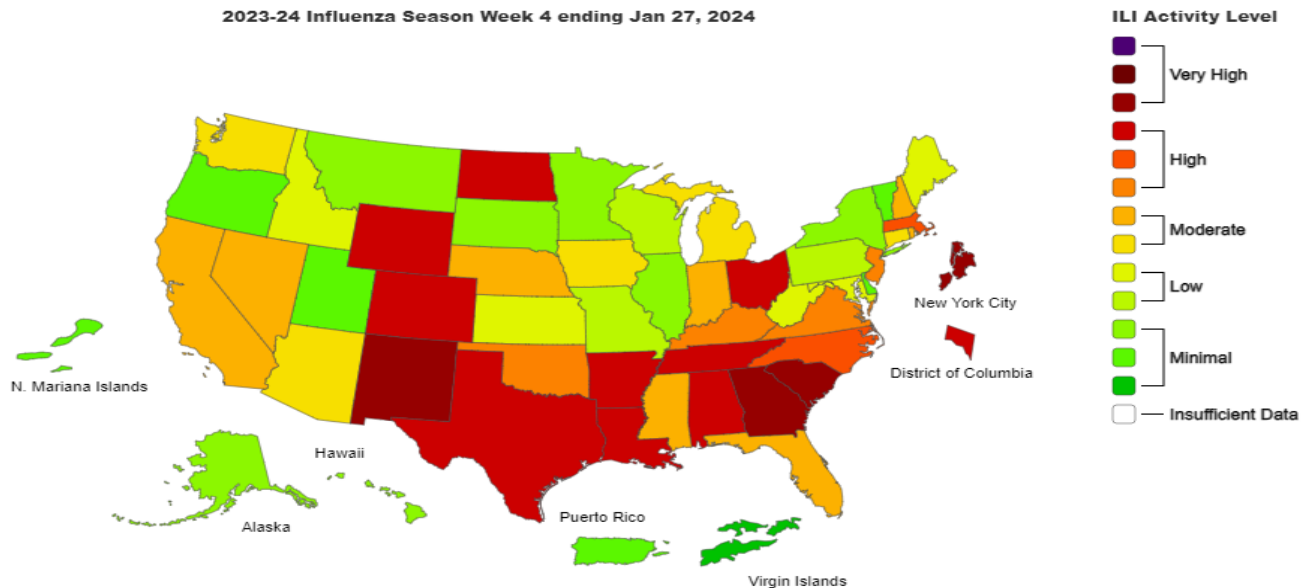 2023-24 Influenza Season Week 4 ending Jan 27, 2024
ILI Activity Level
Very High
High
Moderate
Low
Minimal
Insufficient Data
New York City
District of Columbia
N. Mariana Islands
Hawaii
Alaska
Puerto Rico
Virgin Islands